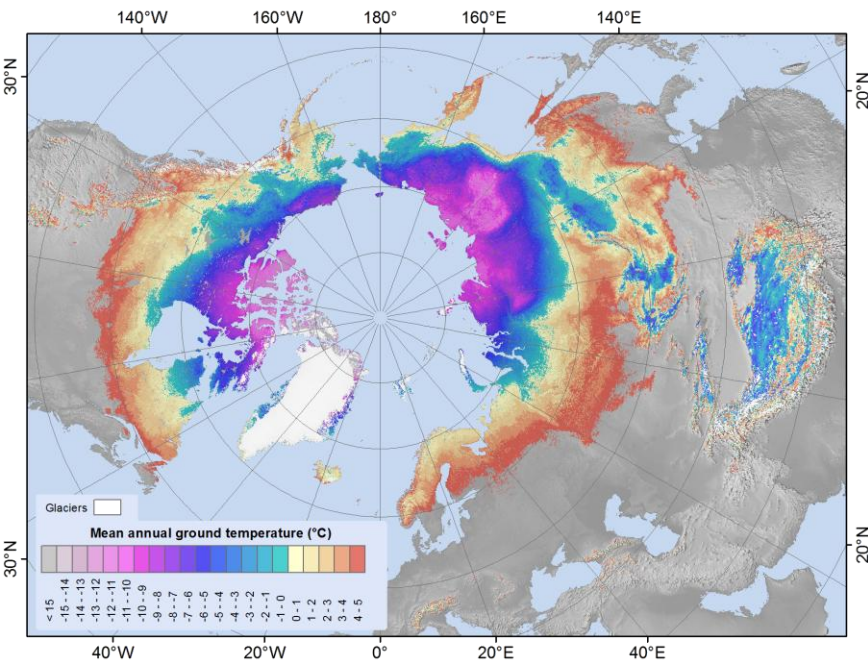 140°W 160°W 180° 160°E 140°E
30°N
20°N
30°N
20°N
Glaciers
Mean annual ground temperature (°C)
< 15
-15 - -14
-14 - -13
-13 - -12
-12 - -11
-11 - -10
-10 - -9
-9 - -8
-8 - -7
-7 - -6
-6 - -5
-5 - -4
-4 - -3
-3 - -2
-2 - -1
-1 - 0
0 - 1
1 - 2
2 - 3
3 - 4
4 - 5
40°W 20°W 0° 20°E 40°E